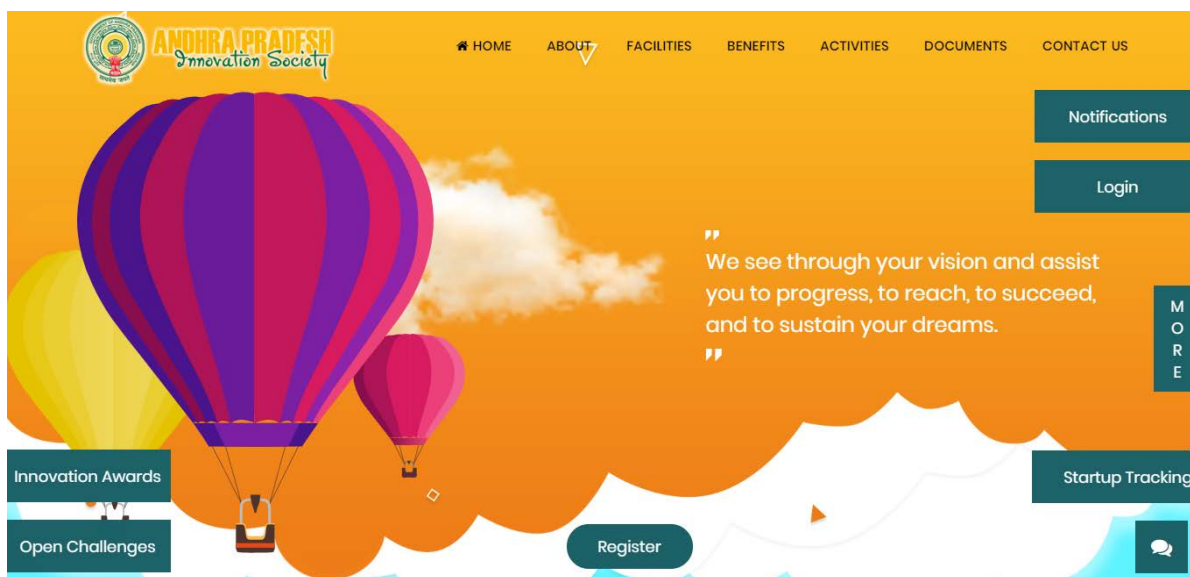 ANDHRA PRADESH
Innovation Society
HOME ABOUT FACILITIES BENEFITS ACTIVITIES DOCUMENTS CONTACT US
Notifications
Login
"
We see through your vision and assist
you to progress, to reach, to succeed,
and to sustain your dreams.
"
MORE
Innovation Awards
Startup Tracking
Open Challenges
Register